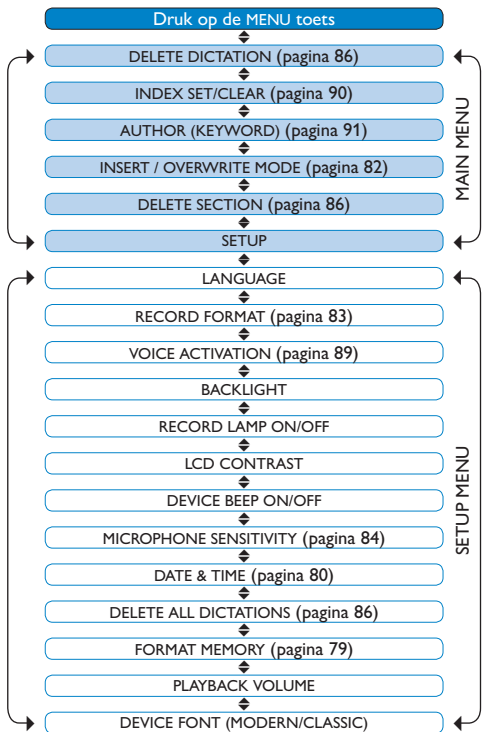 Druk op de MENU toets
DELETE DICTATION (pagina 86)
INDEX SET/CLEAR (pagina 90)
AUTHOR (KEYWORD) (pagina 91)
INSERT / OVERWRITE MODE (pagina 82)
DELETE SECTION (pagina 86)
SETUP
MAIN MENU
LANGUAGE
RECORD FORMAT (pagina 83)
VOICE ACTIVATION (pagina 89)
BACKLIGHT
RECORD LAMP ON/OFF
LCD CONTRAST
DEVICE BEEP ON/OFF
MICROPHONE SENSITIVITY (pagina 84)
DATE & TIME (pagina 80)
DELETE ALL DICTATIONS (pagina 86)
FORMAT MEMORY (pagina 79)
PLAYBACK VOLUME
DEVICE FONT (MODERN/CLASSIC)
SETUP MENU